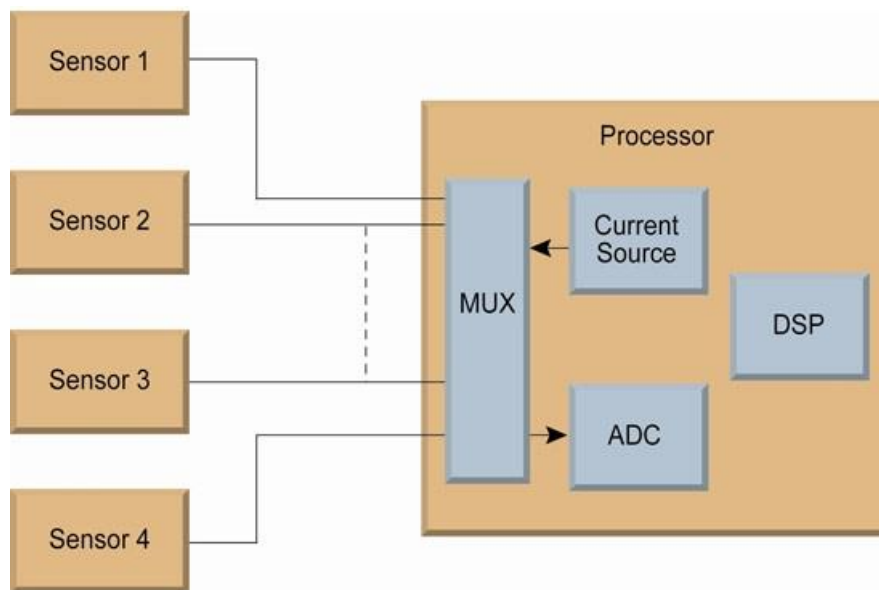 Sensor 1
Sensor 2
Sensor 3
Sensor 4
Processor
MUX
Current
Source
ADC
DSP